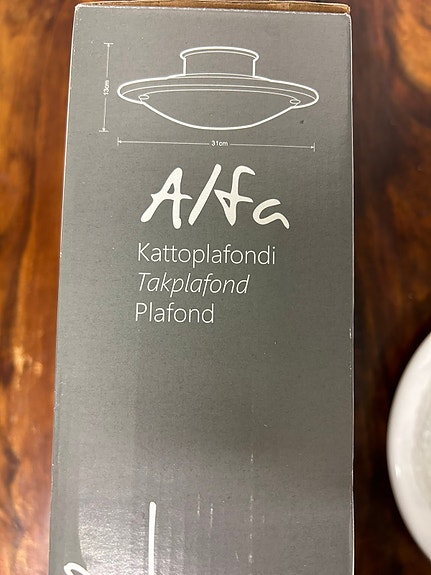 13cm
31cm
Alfa
Kattoplafondi
Takplafond
Plafond